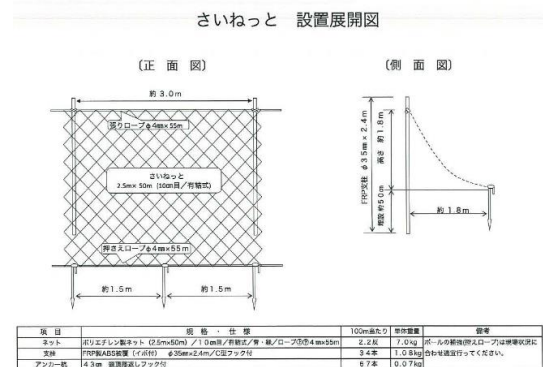 さいねっと 設置展開図
〔正 面 図〕
〔側 面 図〕
約3.0m
張りロープφ4㎜×55m
さいねっと
2.5m×50m (10㎝目/有結式)
押さえロープφ4㎜×55m
約1.5m
約1.5m
FRP支柱 φ35㎜×2.4m
高さ 約1.8m
約50m
約1.8m
項 目 規 格 ・ 仕 様 100m当たり 単体重量 備考
ネット ポリエチレン製ネット (2.5m×50m) /10㎝目/有結式/青・緑/ロープ 4㎜×55m 2.2反 7.0kg ポールの補強(控えロープ)は現場状況に
支柱 FRP製ABS被覆 (イボ付) φ35㎜×2.4m/C型フック付 34本 1.08kg 合わせ適宜行ってください。
アンカー杭 43㎝ フック付 67本 0.07kg